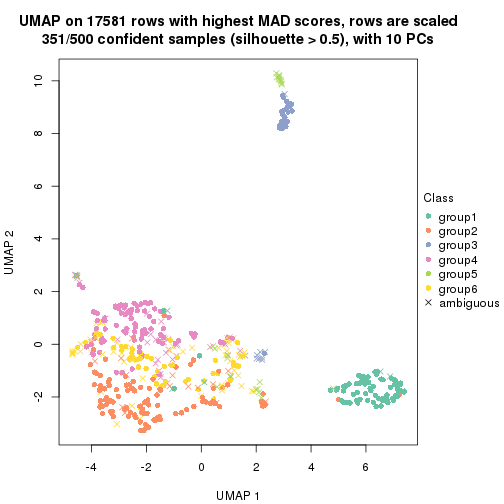 UMAP on 17581 rows with highest MAD scores, rows are scaled
351/500 confident samples (silhouette > 0.5), with 10 PCs
10
8
6
4
2
0
-2
UMAP 2
-4
-2
0
2
4
6
UMAP 1
Class
group1
group2
group3
group4
group5
group6
ambiguous